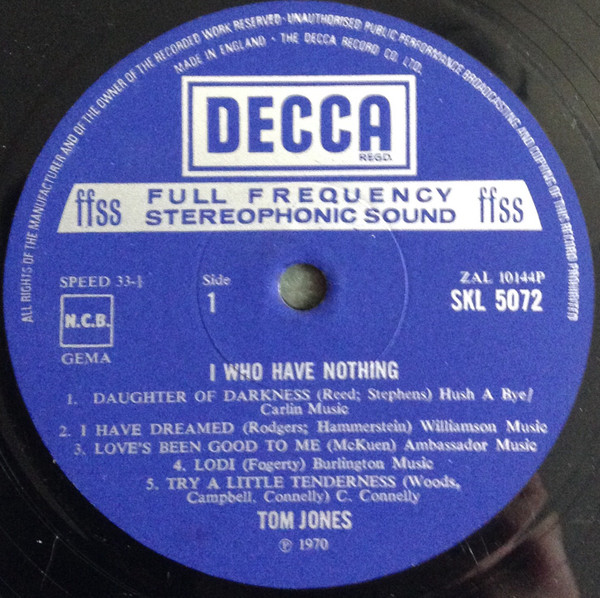 ALL RIGHTS OF THE MANUFACTURER AND OF THE OWNER OF THE RECORDED WORK RESERVED · UNAUTHORISED PUBLIC PERFORMANCE BROADCASTING AND COPYING OF THIS RECORD PROHIBITED
MADE IN ENGLAND · THE DECCA RECORD CO. LTD.
DECCA
REGD.
ffss FULL FREQUENCY ffss
STEREOPHONIC SOUND
SPEED 33-⅓ Side ZAL 10144P
1 SKL 5072
N.C.B.
GEMA
I WHO HAVE NOTHING
1. DAUGHTER OF DARKNESS (Reed; Stephens) Hush A Bye/
Carlin Music
2. I HAVE DREAMED (Rodgers; Hammerstein) Williamson Music
3. LOVE'S BEEN GOOD TO ME (McKuen) Ambassador Music
4. LODI (Fogerty) Burlington Music
5. TRY A LITTLE TENDERNESS (Woods,
Campbell, Connelly) C. Connelly
TOM JONES
℗ 1970